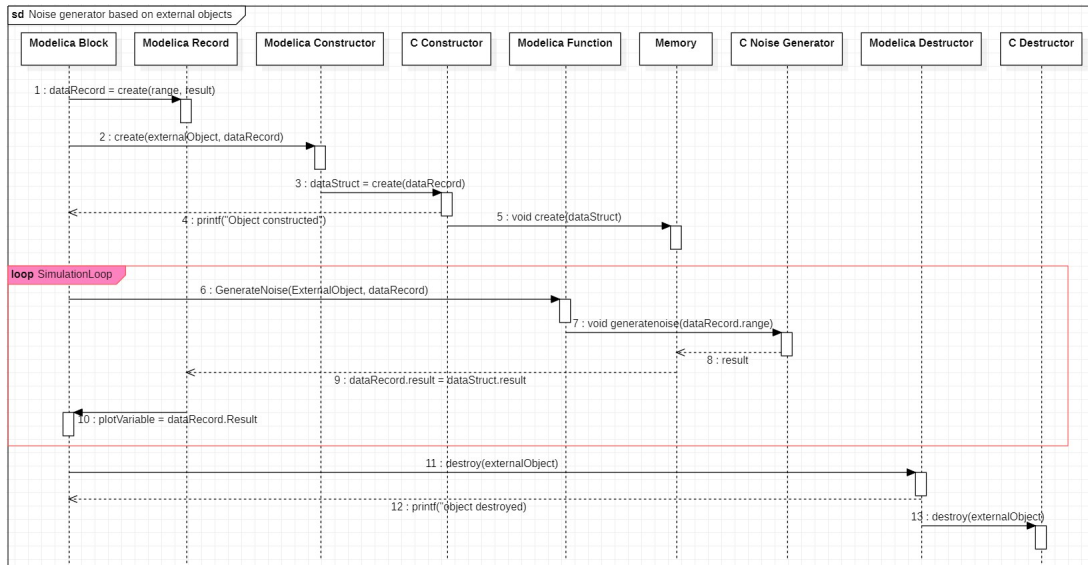 sd Noise generator based on external objects
Modelica Block
Modelica Record
Modelica Constructor
C Constructor
Modelica Function
Memory
C Noise Generator
Modelica Destructor
C Destructor
1 : dataRecord = create(range, result)
2 : create(externalObject, dataRecord)
3 : dataStruct = create(dataRecord)
4 : printf("Object constructed")
5 : void create(dataStruct)
loop SimulationLoop
6 : GenerateNoise(ExternalObject, dataRecord)
7 : void generatenoise(dataRecord.range)
8 : result
9 : dataRecord.result = dataStruct.result
10 : plotVariable = dataRecord.Result
11 : destroy(externalObject)
12 : printf("object destroyed)
13 : destroy(externalObject)